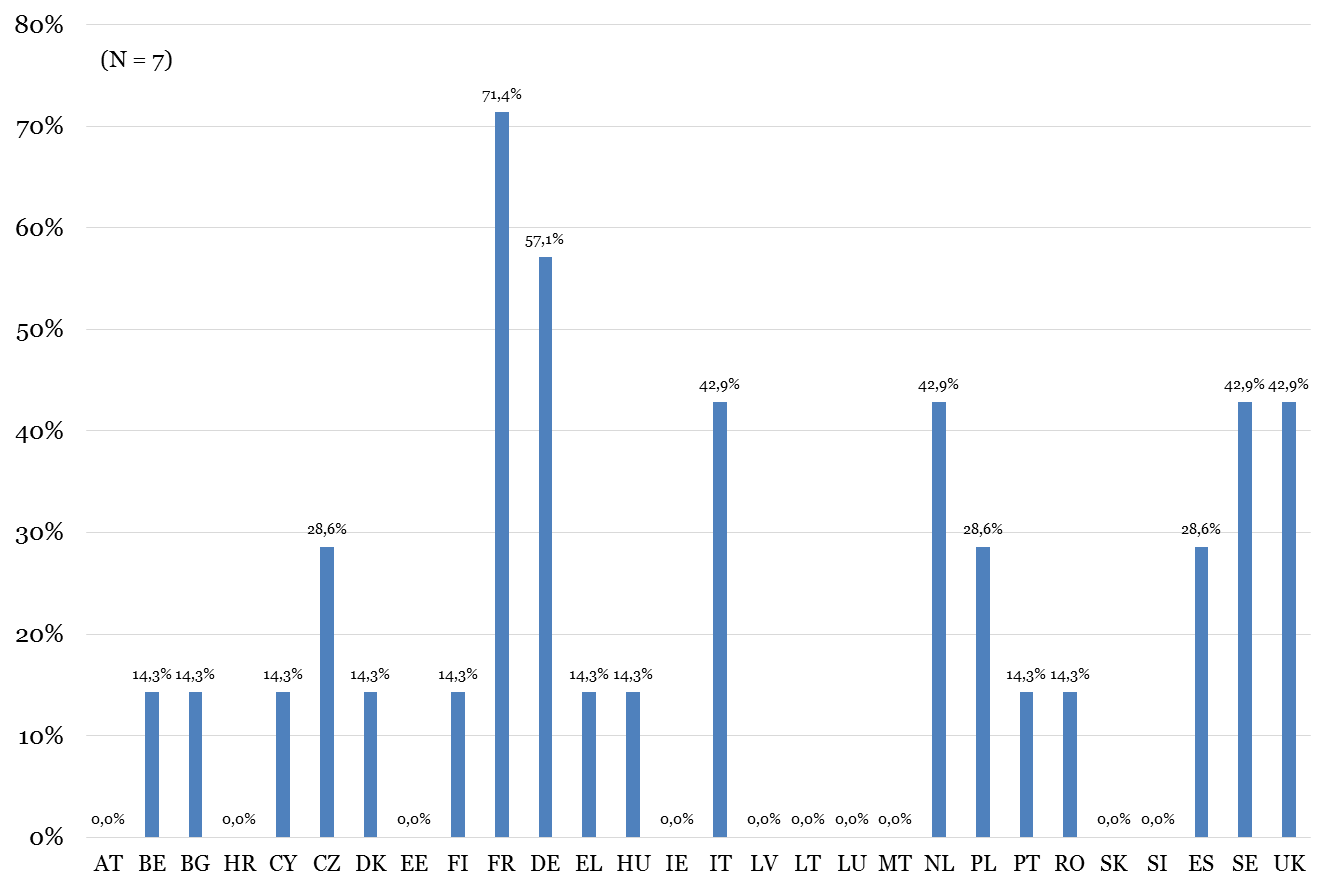 80%
(N = 7)
71,4%
70%
60%
57,1%
50%
42,9% 42,9% 42,9% 42,9%
40%
30%
28,6% 28,6% 28,6%
20%
14,3% 14,3% 14,3% 14,3% 14,3% 14,3% 14,3% 14,3% 14,3%
10%
0,0% 0,0% 0,0% 0,0% 0,0% 0,0% 0,0% 0,0% 0,0% 0,0%
0%
AT BE BG HR CY CZ DK EE FI FR DE EL HU IE IT LV LT LU MT NL PL PT RO SK SI ES SE UK